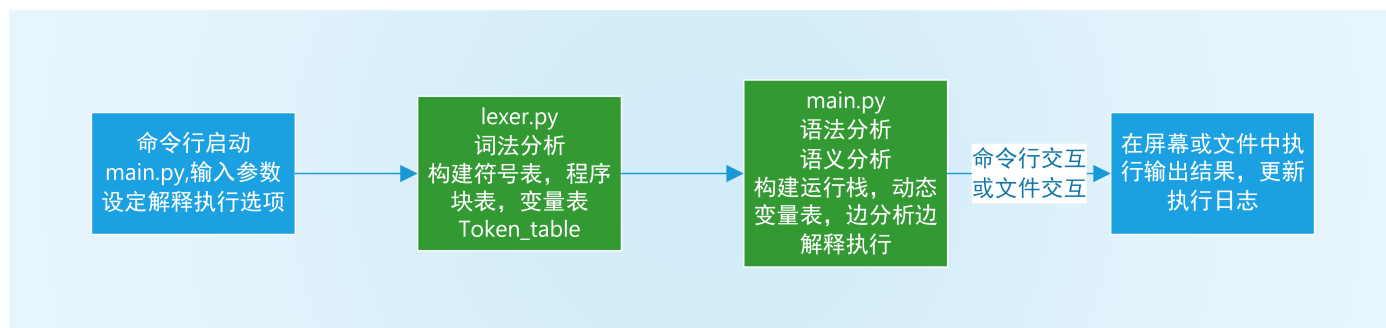 命令行启动
main.py,输入参数
设定解释执行选项
lexer.py
词法分析
构建符号表，程序
块表，变量表
Token_table
main.py
语法分析
语义分析
构建运行栈，动态
变量表，边分析边
解释执行
命令行交互
或文件交互
在屏幕或文件中执
行输出结果，更新
执行日志